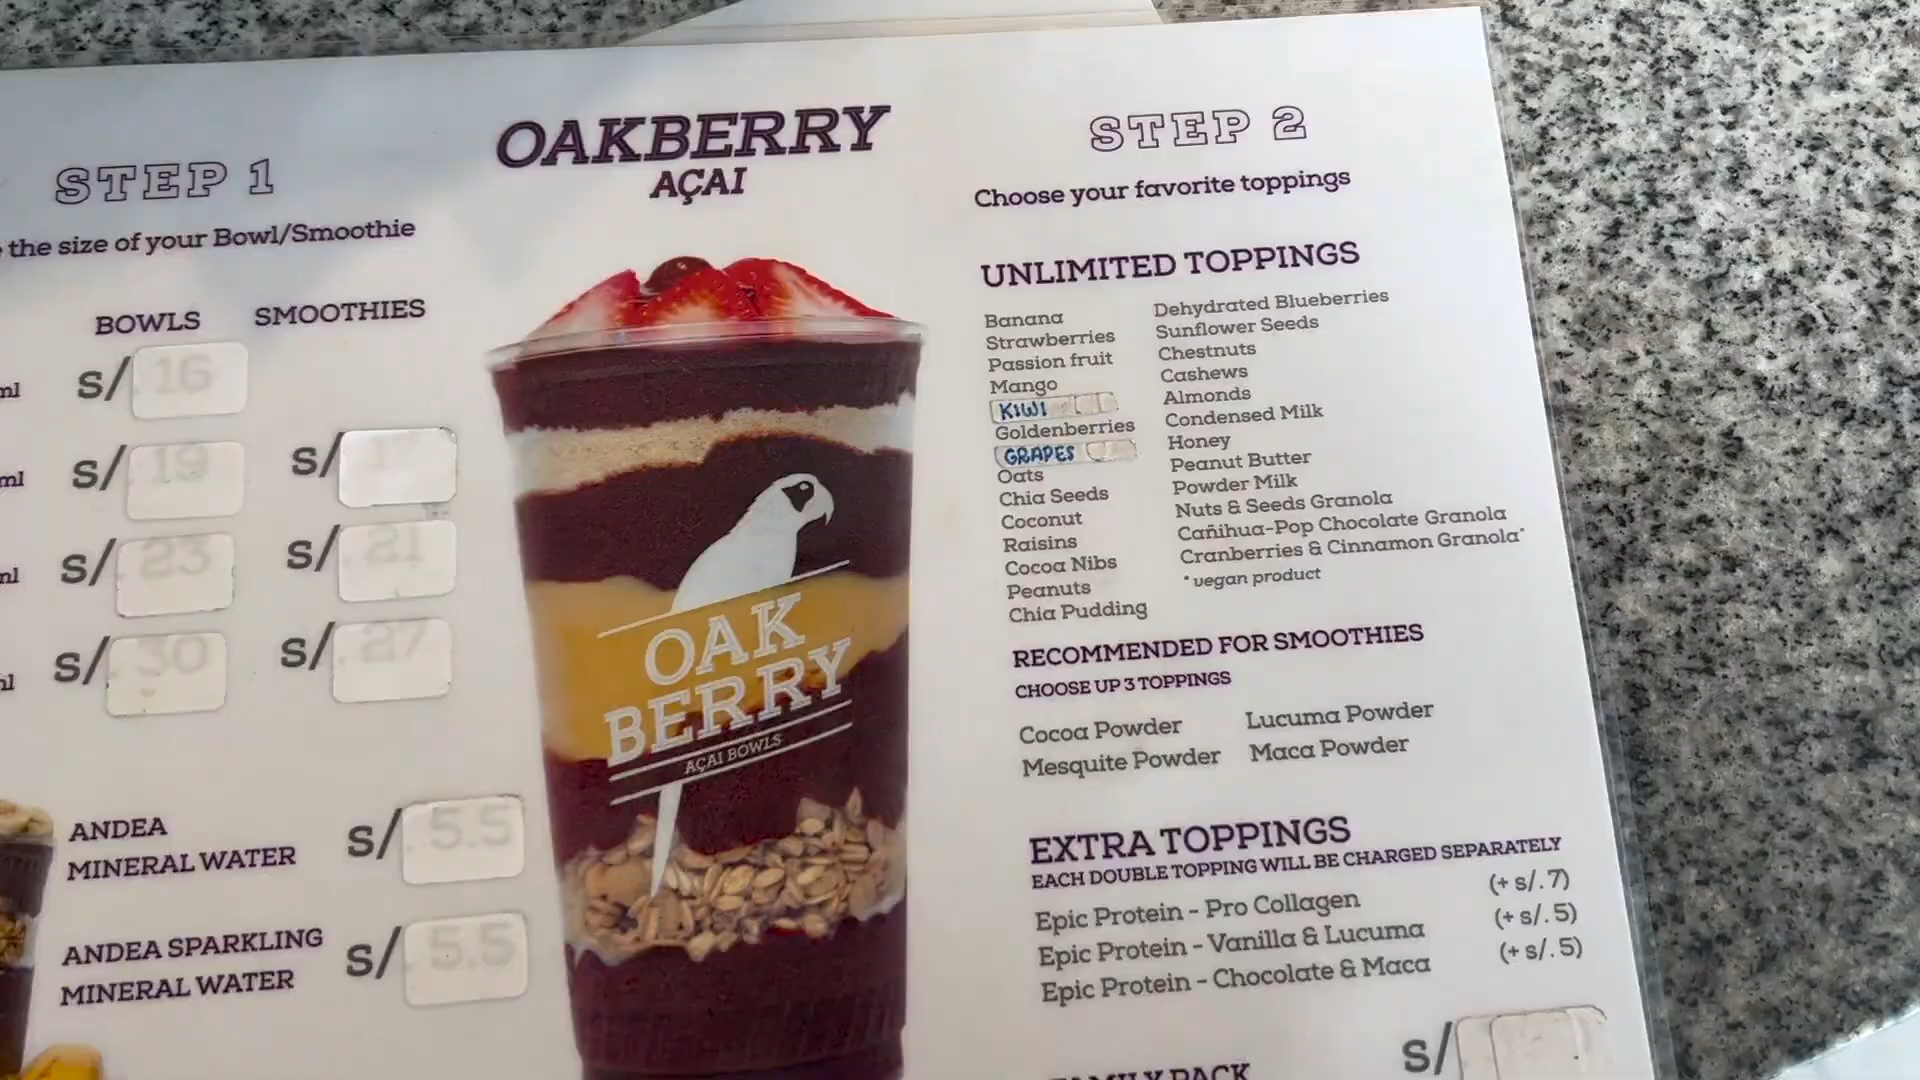 STEP 1
the size of your Bowl/Smoothie
BOWLS SMOOTHIES
ml S/. 16
ml S/. 19 S/
ml S/. 23 S/. 21
ml S/. 30 S/. 27
ANDEA
MINERAL WATER S/. 5.5
ANDEA SPARKLING
MINERAL WATER S/. 5.5
OAKBERRY
AÇAI
OAK
BERRY
AÇAI BOWLS
STEP 2
Choose your favorite toppings
UNLIMITED TOPPINGS
Banana
Strawberries
Passion fruit
Mango
KIWI
Goldenberries
GRAPES
Oats
Chia Seeds
Coconut
Raisins
Cocoa Nibs
Peanuts
Chia Pudding
Dehydrated Blueberries
Sunflower Seeds
Chestnuts
Cashews
Almonds
Condensed Milk
Honey
Peanut Butter
Powder Milk
Nuts & Seeds Granola
Cañihua-Pop Chocolate Granola
Cranberries & Cinnamon Granola*
* vegan product
RECOMMENDED FOR SMOOTHIES
CHOOSE UP 3 TOPPINGS
Cocoa Powder Lucuma Powder
Mesquite Powder Maca Powder
EXTRA TOPPINGS
EACH DOUBLE TOPPING WILL BE CHARGED SEPARATELY
Epic Protein - Pro Collagen (+ s/. 7)
Epic Protein - Vanilla & Lucuma (+ s/. 5)
Epic Protein - Chocolate & Maca (+ s/. 5)
FAMILY PACK S/